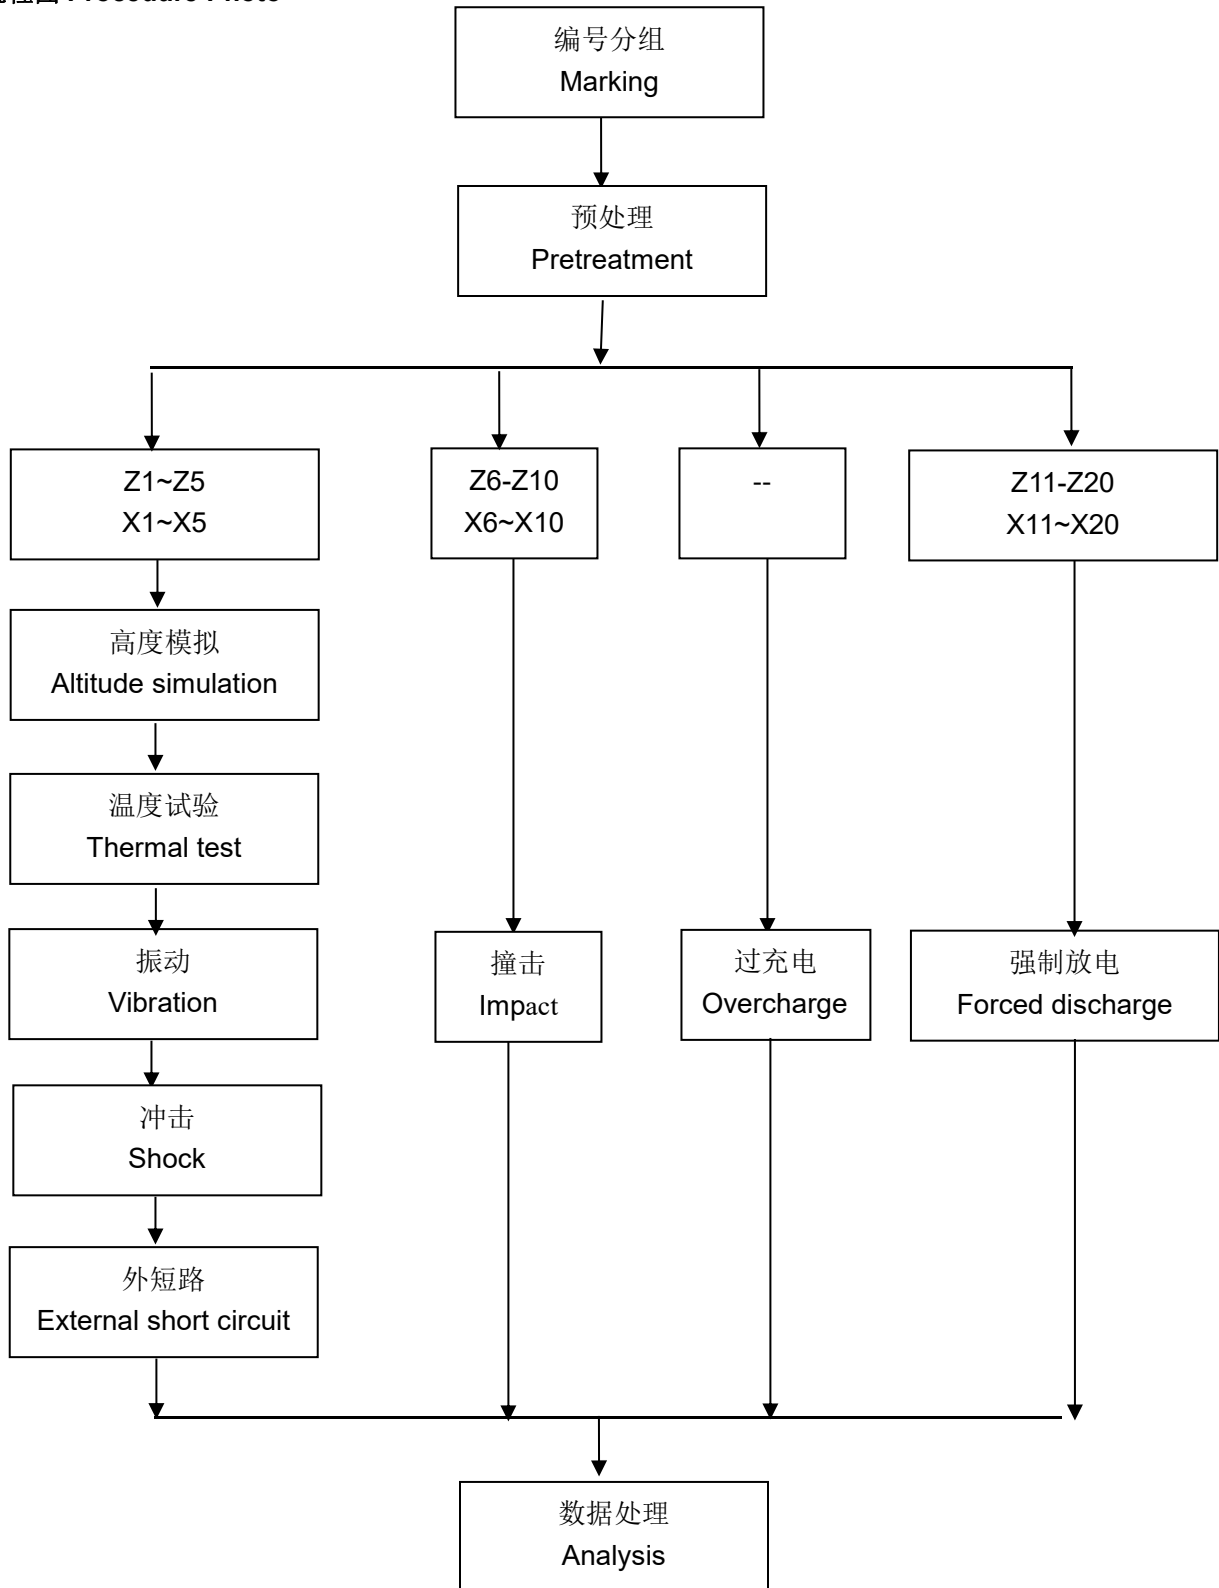 Procedure Photo
编号分组
Marking
预处理
Pretreatment
Z1~Z5
X1~X5
Z6-Z10
X6~X10
--
Z11-Z20
X11~X20
高度模拟
Altitude simulation
温度试验
Thermal test
振动
Vibration
撞击
Impact
过充电
Overcharge
强制放电
Forced discharge
冲击
Shock
外短路
External short circuit
数据处理
Analysis